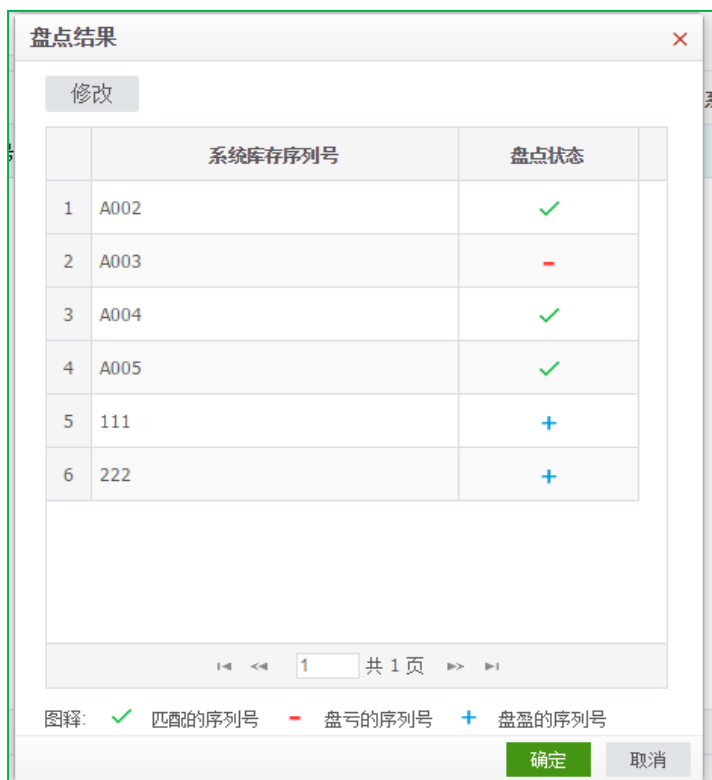 盘点结果
修改
系统库存序列号 盘点状态
1 A002
2 A003 -
3 A004
4 A005
5 111 +
6 222 +
1 共 1 页
图释: 匹配的序列号 - 盘亏的序列号 + 盘盈的序列号
确定 取消